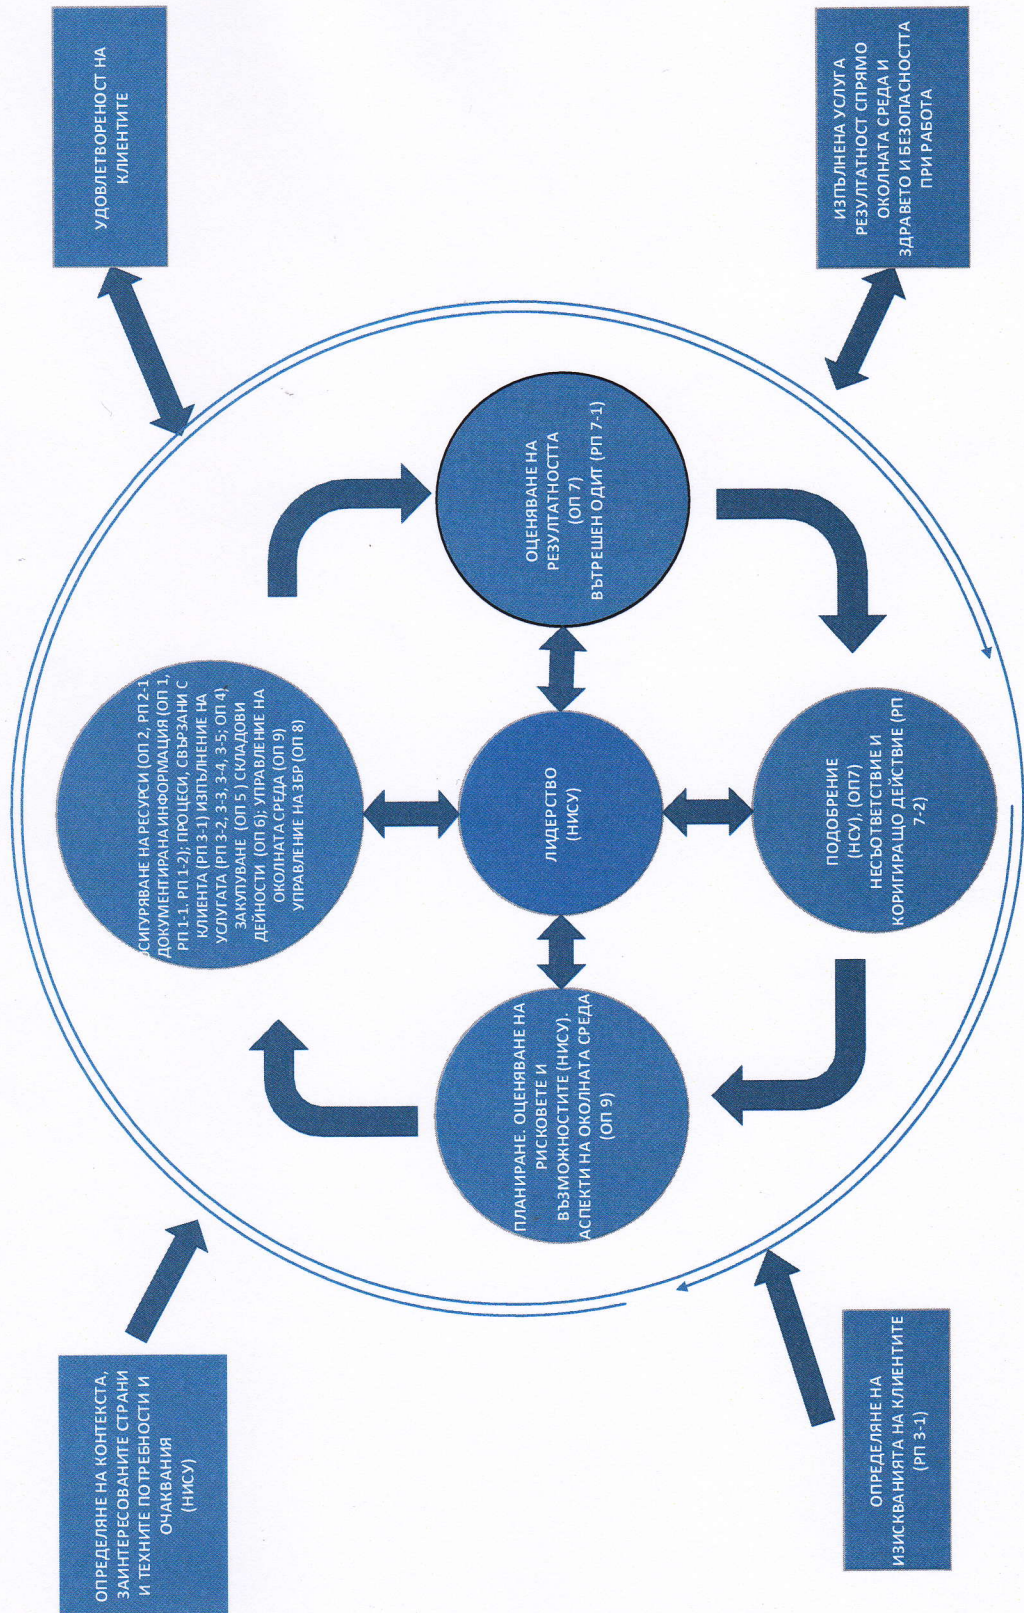 ОПРЕДЕЛЯНЕ НА КОНТЕКСТА,
ЗАИНТЕРЕСОВАНИТЕ СТРАНИ
И ТЕХНИТЕ ПОТРЕБНОСТИ И
ОЧАКВАНИЯ
(НИСУ)
УДОВЛЕТВОРЕНОСТ НА
КЛИЕНТИТЕ
ОСИГУРЯВАНЕ НА РЕСУРСИ (ОП 2, РП 2-1)
ДОКУМЕНТИРАНА ИНФОРМАЦИЯ (ОП 1,
РП 1-1. РП 1-2); ПРОЦЕСИ, СВЪРЗАНИ С
КЛИЕНТА (РП 3-1) ИЗПЪЛНЕНИЕ НА
УСЛУГАТА (РП 3-2, 3-3, 3-4, 3-5; ОП 4),
ЗАКУПУВАНЕ (ОП 5) СКЛАДОВИ
ДЕЙНОСТИ (ОП 6); УПРАВЛЕНИЕ НА
ОКОЛНАТА СРЕДА (ОП 9)
УПРАВЛЕНИЕ НА ЗБР (ОП 8)
ПЛАНИРАНЕ. ОЦЕНЯВАНЕ НА
РИСКОВЕТЕ И
ВЪЗМОЖНОСТИТЕ (НИСУ).
АСПЕКТИ НА ОКОЛНАТА СРЕДА
(ОП 9)
ЛИДЕРСТВО
(НИСУ)
ОЦЕНЯВАНЕ НА
РЕЗУЛТАТНОСТТА
(ОП 7)
ВЪТРЕШЕН ОДИТ (РП 7-1)
ПОДОБРЕНИЕ
(НСУ), (ОП7)
НЕСЪОТВЕТСТВИЕ И
КОРИГИРАЩО ДЕЙСТВИЕ (РП
7-2)
ОПРЕДЕЛЯНЕ НА
ИЗИСКВАНИЯТА НА КЛИЕНТИТЕ
(РП 3-1)
ИЗПЪЛНЕНА УСЛУГА
РЕЗУЛТАТНОСТ СПРЯМО
ОКОЛНАТА СРЕДА И
ЗДРАВЕТО И БЕЗОПАСНОСТТА
ПРИ РАБОТА